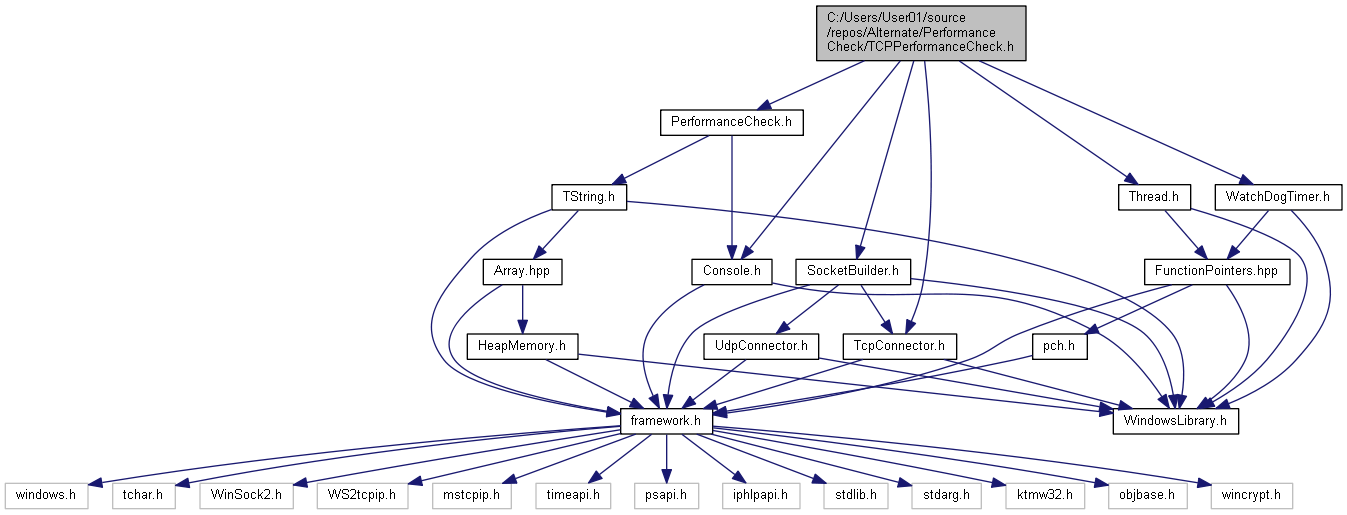 C:/Users/User01/source
/repos/Alternate/Performance
Check/TCPPerformanceCheck.h
PerformanceCheck.h
TString.h
Thread.h
WatchDogTimer.h
Array.hpp
Console.h
SocketBuilder.h
FunctionPointers.hpp
HeapMemory.h
UdpConnector.h
TcpConnector.h
pch.h
framework.h
WindowsLibrary.h
windows.h
tchar.h
WinSock2.h
WS2tcpip.h
mstcpip.h
timeapi.h
psapi.h
iphlpapi.h
stdlib.h
stdarg.h
ktmw32.h
objbase.h
wincrypt.h